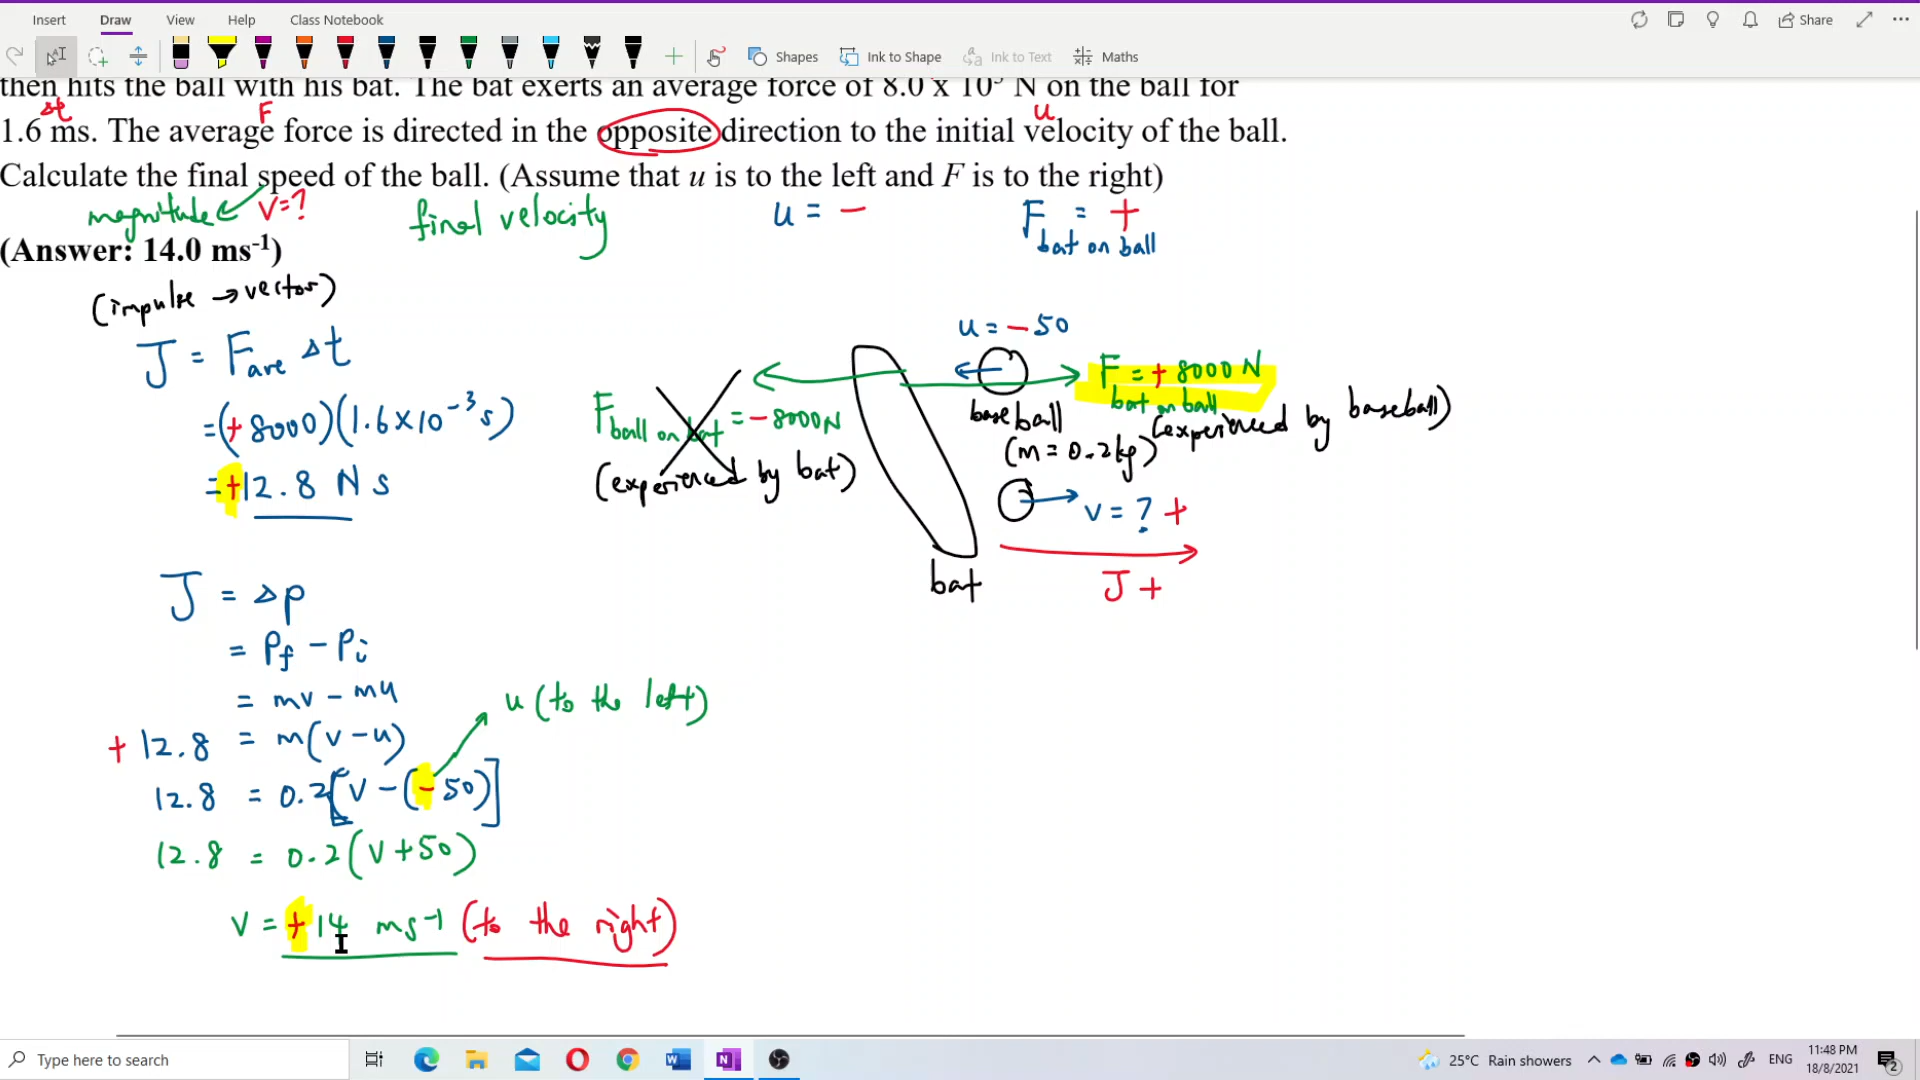 Insert Draw View Help Class Notebook Share
Shapes Ink to Shape Ink to Text Maths
then hits the ball with his bat. The bat exerts an average force of 8.0 x 10³ N on the ball for
Δt F u
1.6 ms. The average force is directed in the opposite direction to the initial velocity of the ball.
Calculate the final speed of the ball. (Assume that u is to the left and F is to the right)
magnitude v=? final velocity u = − F bat on ball = +
(Answer: 14.0 ms⁻¹)
(impulse → vector)
J = Fave Δt
= (+8000)(1.6×10⁻³ s)
= +12.8 N s
u = −50
F bat on ball = +8000 N
(experienced by baseball)
F ball on bat = −8000N
(experienced by bat)
baseball
(m = 0.2kg)
v = ? +
J +
bat
J = Δp
= Pf − Pi
= mv − mu
u (to the left)
+ 12.8 = m(v−u)
12.8 = 0.2[v−(−50)]
12.8 = 0.2(v+50)
v = +14 ms⁻¹ (to the right)
Type here to search 25°C Rain showers ENG 11:48 PM
18/8/2021 2